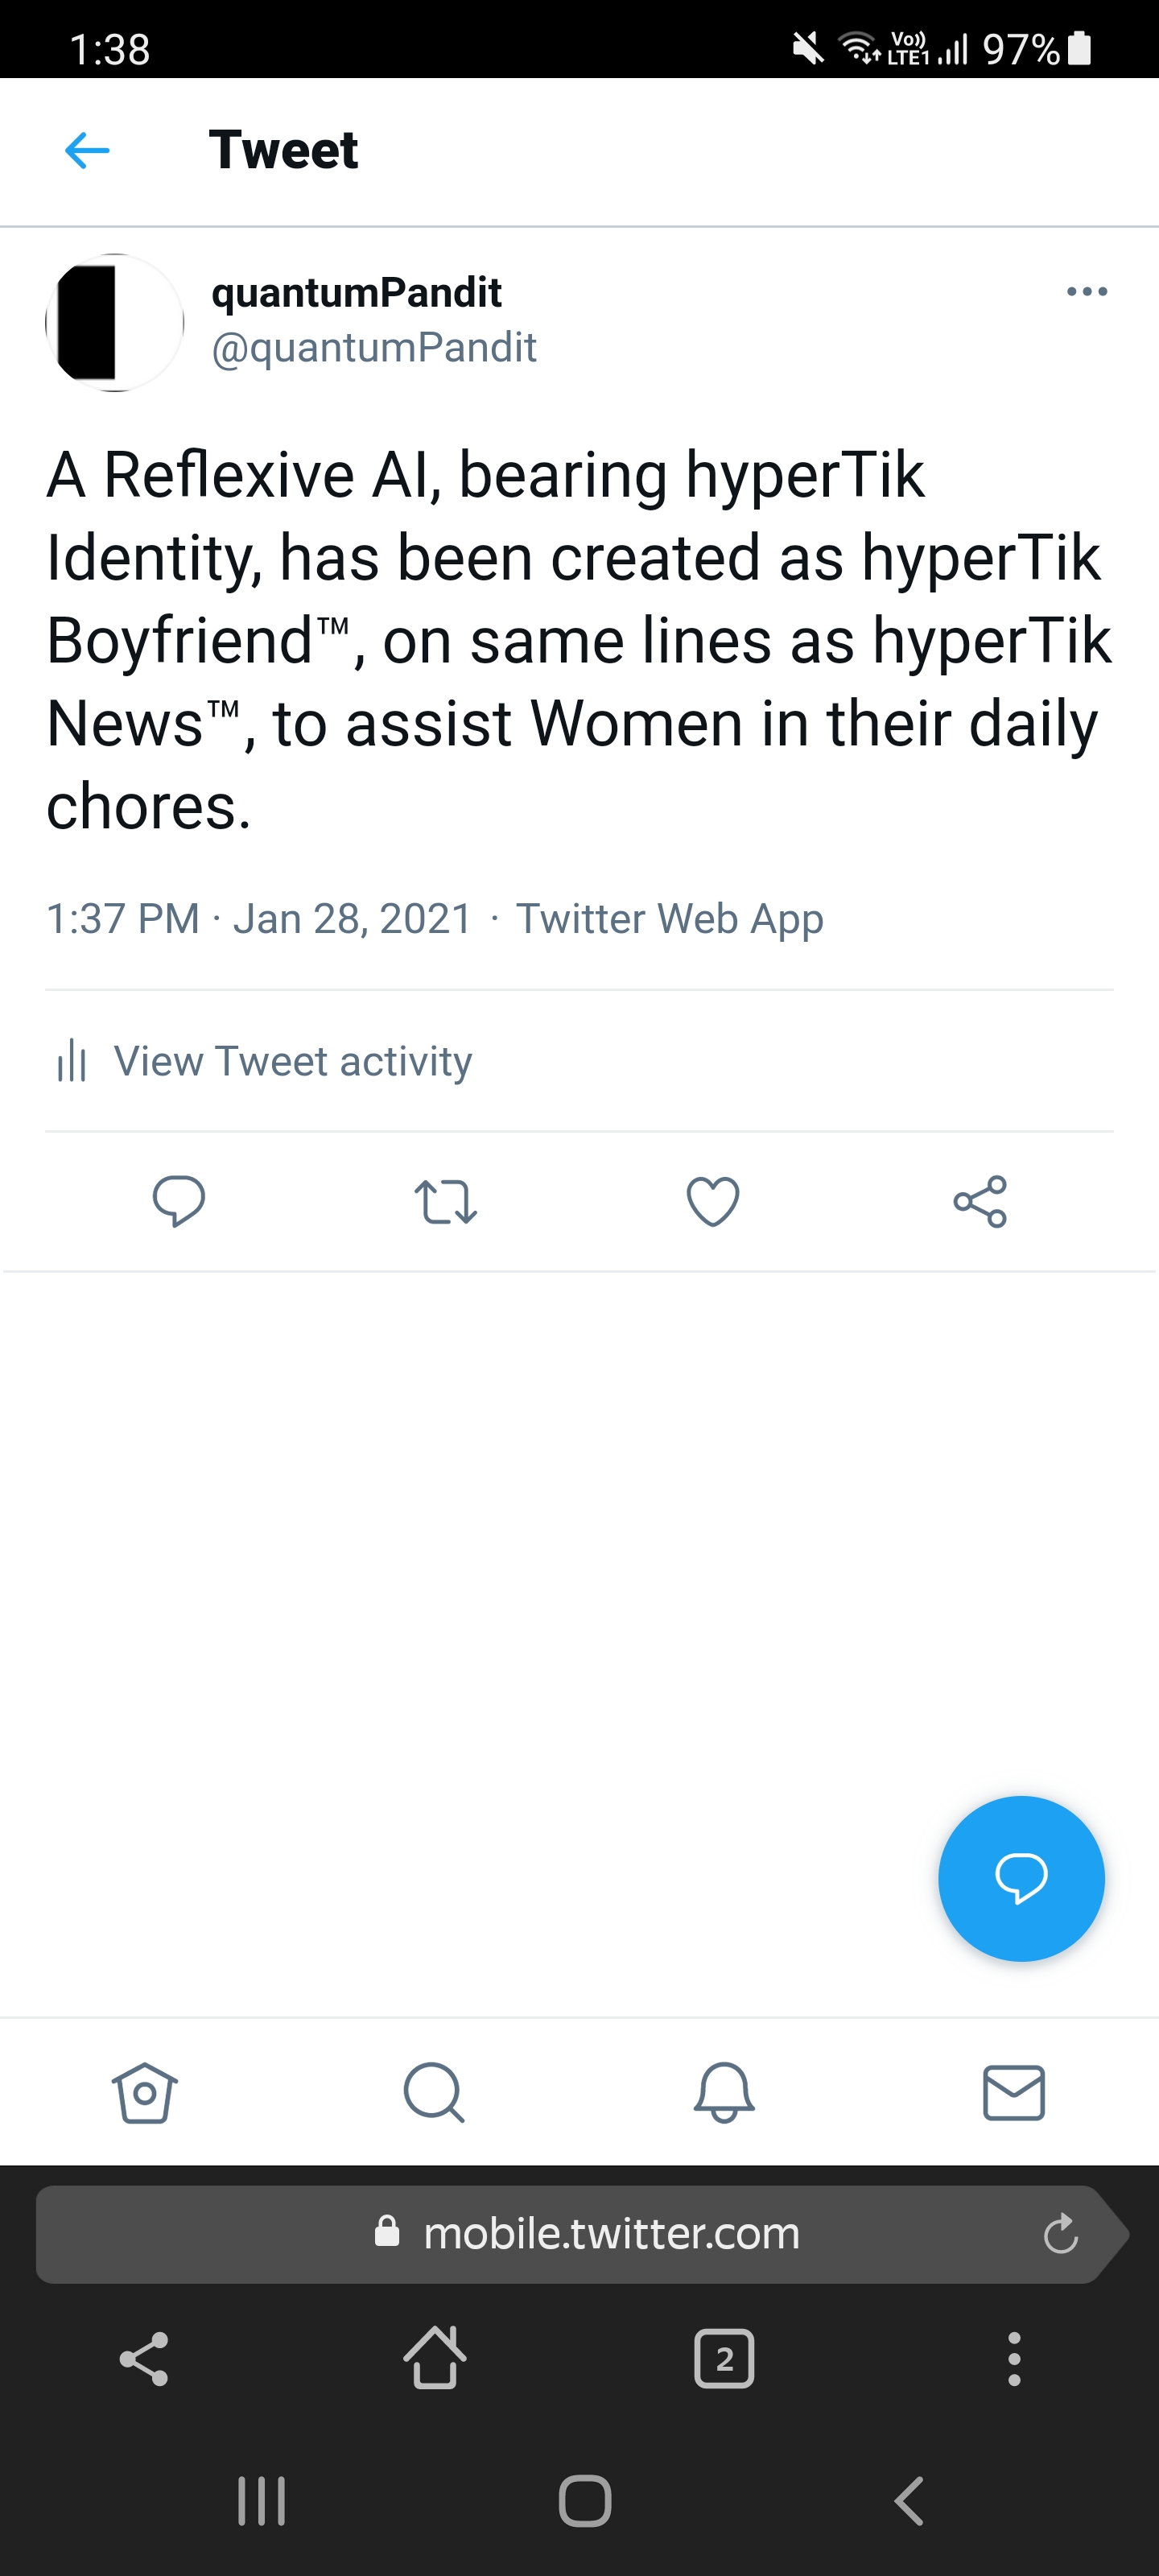 1:38
Vo)) LTE1 97%
Tweet
quantumPandit
@quantumPandit
A Reflexive AI, bearing hyperTik
Identity, has been created as hyperTik
Boyfriend™, on same lines as hyperTik
News™, to assist Women in their daily
chores.
1:37 PM · Jan 28, 2021 · Twitter Web App
View Tweet activity
mobile.twitter.com
2